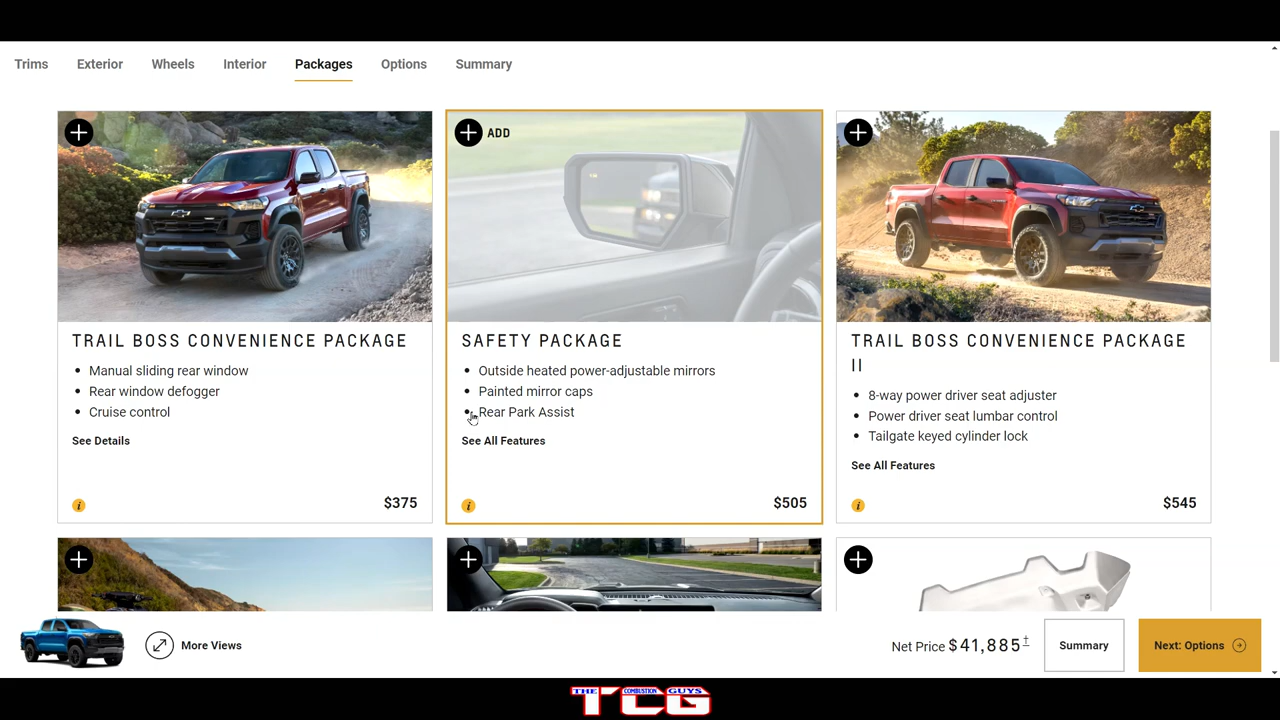 Trims Exterior Wheels Interior Packages Options Summary
ADD
TRAIL BOSS CONVENIENCE PACKAGE
• Manual sliding rear window
• Rear window defogger
• Cruise control
See Details
i
$375
SAFETY PACKAGE
• Outside heated power-adjustable mirrors
• Painted mirror caps
• Rear Park Assist
See All Features
i
$505
TRAIL BOSS CONVENIENCE PACKAGE
II
• 8-way power driver seat adjuster
• Power driver seat lumbar control
• Tailgate keyed cylinder lock
See All Features
i
$545
More Views
Net Price $41,885†
Summary
Next: Options
THE COMBUSTION GUYS
TCG